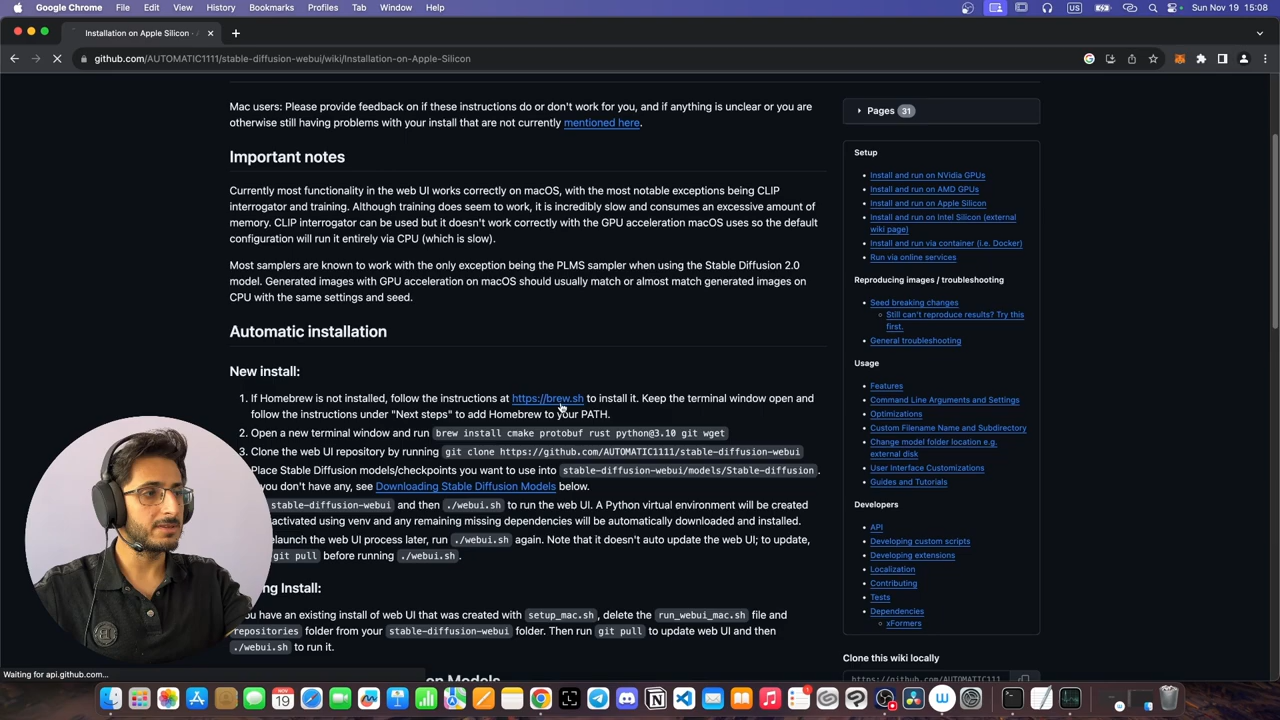 Google Chrome File Edit View History Bookmarks Profiles Tab Window Help US Sun Nov 19 15:08
Installation on Apple Silicon ·
github.com/AUTOMATIC1111/stable-diffusion-webui/wiki/Installation-on-Apple-Silicon
Mac users: Please provide feedback on if these instructions do or don't work for you, and if anything is unclear or you are
otherwise still having problems with your install that are not currently mentioned here.
Important notes
Currently most functionality in the web UI works correctly on macOS, with the most notable exceptions being CLIP
interrogator and training. Although training does seem to work, it is incredibly slow and consumes an excessive amount of
memory. CLIP interrogator can be used but it doesn't work correctly with the GPU acceleration macOS uses so the default
configuration will run it entirely via CPU (which is slow).
Most samplers are known to work with the only exception being the PLMS sampler when using the Stable Diffusion 2.0
model. Generated images with GPU acceleration on macOS should usually match or almost match generated images on
CPU with the same settings and seed.
Automatic installation
New install:
1. If Homebrew is not installed, follow the instructions at https://brew.sh to install it. Keep the terminal window open and
follow the instructions under "Next steps" to add Homebrew to your PATH.
2. Open a new terminal window and run brew install cmake protobuf rust python@3.10 git wget
3. Clone the web UI repository by running git clone https://github.com/AUTOMATIC1111/stable-diffusion-webui
Place Stable Diffusion models/checkpoints you want to use into stable-diffusion-webui/models/Stable-diffusion .
you don't have any, see Downloading Stable Diffusion Models below.
stable-diffusion-webui and then ./webui.sh to run the web UI. A Python virtual environment will be created
activated using venv and any remaining missing dependencies will be automatically downloaded and installed.
elaunch the web UI process later, run ./webui.sh again. Note that it doesn't auto update the web UI; to update,
git pull before running ./webui.sh .
ng Install:
ou have an existing install of web UI that was created with setup_mac.sh , delete the run_webui_mac.sh file and
repositories folder from your stable-diffusion-webui folder. Then run git pull to update web UI and then
./webui.sh to run it.
on Models
Pages 31
Setup
Install and run on NVidia GPUs
Install and run on AMD GPUs
Install and run on Apple Silicon
Install and run on Intel Silicon (external
wiki page)
Install and run via container (i.e. Docker)
Run via online services
Reproducing images / troubleshooting
Seed breaking changes
Still can't reproduce results? Try this
first.
General troubleshooting
Usage
Features
Command Line Arguments and Settings
Optimizations
Custom Filename Name and Subdirectory
Change model folder location e.g.
external disk
User Interface Customizations
Guides and Tutorials
Developers
API
Developing custom scripts
Developing extensions
Localization
Contributing
Tests
Dependencies
xFormers
Clone this wiki locally
https://github.com/AUTOMATIC1111
Waiting for api.github.com...